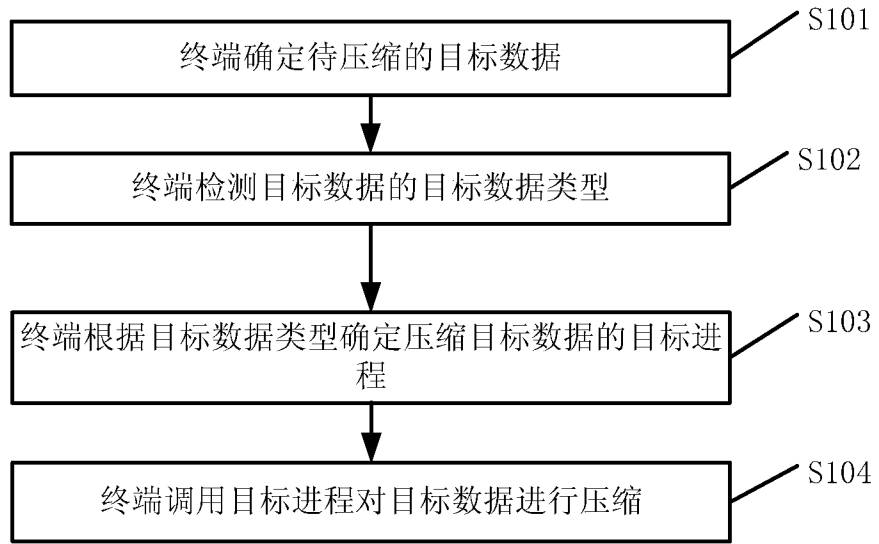 S101
终端确定待压缩的目标数据
S102
终端检测目标数据的目标数据类型
S103
终端根据目标数据类型确定压缩目标数据的目标进
程
S104
终端调用目标进程对目标数据进行压缩